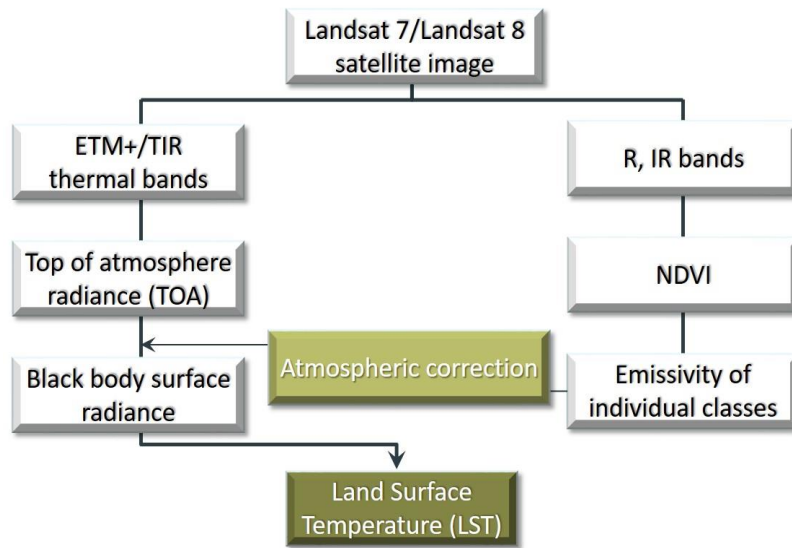 Landsat 7/Landsat 8
satellite image
ETM+/TIR
thermal bands
R, IR bands
Top of atmosphere
radiance (TOA)
NDVI
Atmospheric correction
Black body surface
radiance
Emissivity of
individual classes
Land Surface
Temperature (LST)